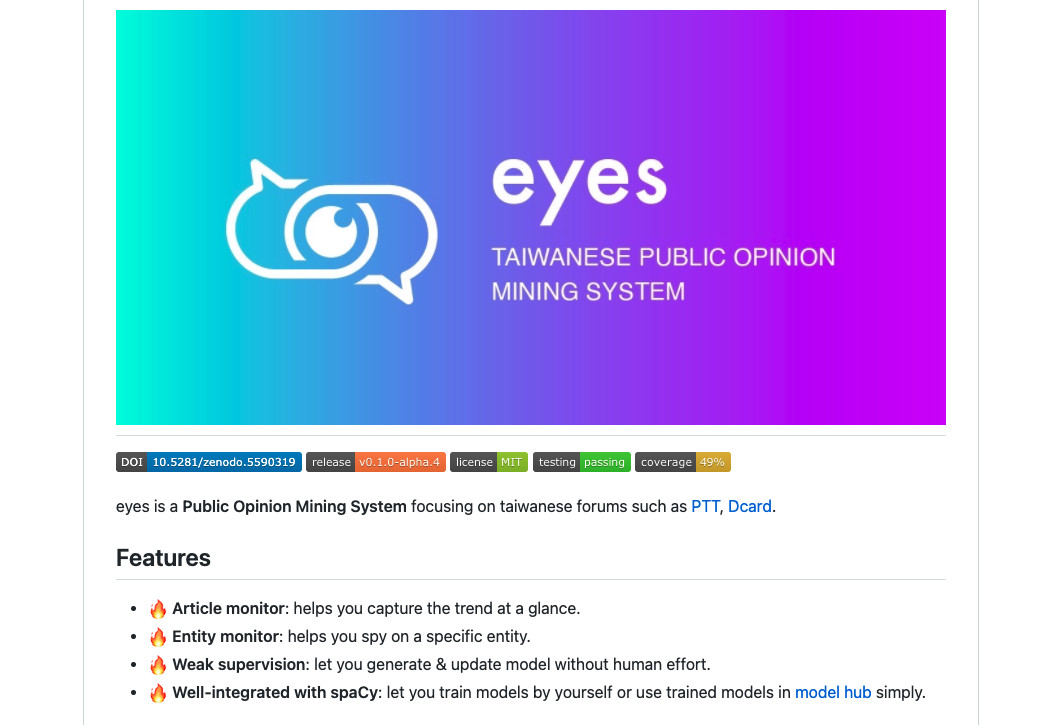 eyes
TAIWANESE PUBLIC OPINION
MINING SYSTEM
DOI 10.5281/zenodo.5590319 release v0.1.0-alpha.4 license MIT testing passing coverage 49%
eyes is a Public Opinion Mining System focusing on taiwanese forums such as PTT, Dcard.
Features
• 🔥 Article monitor: helps you capture the trend at a glance.
• 🔥 Entity monitor: helps you spy on a specific entity.
• 🔥 Weak supervision: let you generate & update model without human effort.
• 🔥 Well-integrated with spaCy: let you train models by yourself or use trained models in model hub simply.